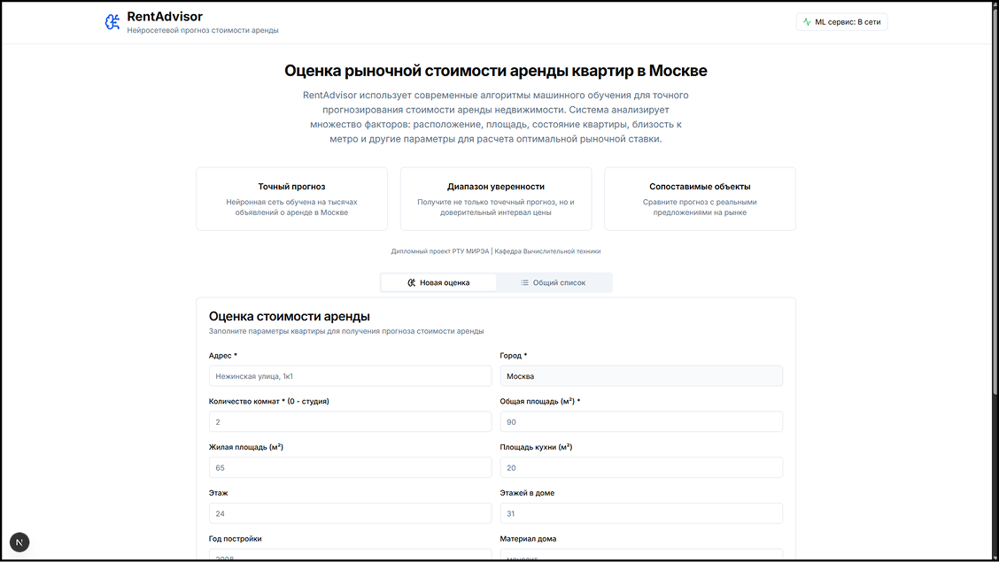 RentAdvisor
Нейросетевой прогноз стоимости аренды
ML сервис: В сети
Оценка рыночной стоимости аренды квартир в Москве
RentAdvisor использует современные алгоритмы машинного обучения для точного
прогнозирования стоимости аренды недвижимости. Система анализирует
множество факторов: расположение, площадь, состояние квартиры, близость к
метро и другие параметры для расчета оптимальной рыночной ставки.
Точный прогноз
Нейронная сеть обучена на тысячах
объявлений о аренде в Москве
Диапазон уверенности
Получите не только точечный прогноз, но и
доверительный интервал цены
Сопоставимые объекты
Сравните прогноз с реальными
предложениями на рынке
Дипломный проект РТУ МИРЭА | Кафедра Вычислительной техники
Новая оценка
Общий список
Оценка стоимости аренды
Заполните параметры квартиры для получения прогноза стоимости аренды
Адрес *
Город *
Нежинская улица, 1к1
Москва
Количество комнат * (0 - студия)
Общая площадь (м²) *
2
90
Жилая площадь (м²)
Площадь кухни (м²)
65
20
Этаж
Этажей в доме
24
31
Год постройки
Материал дома
2008
монолит
N